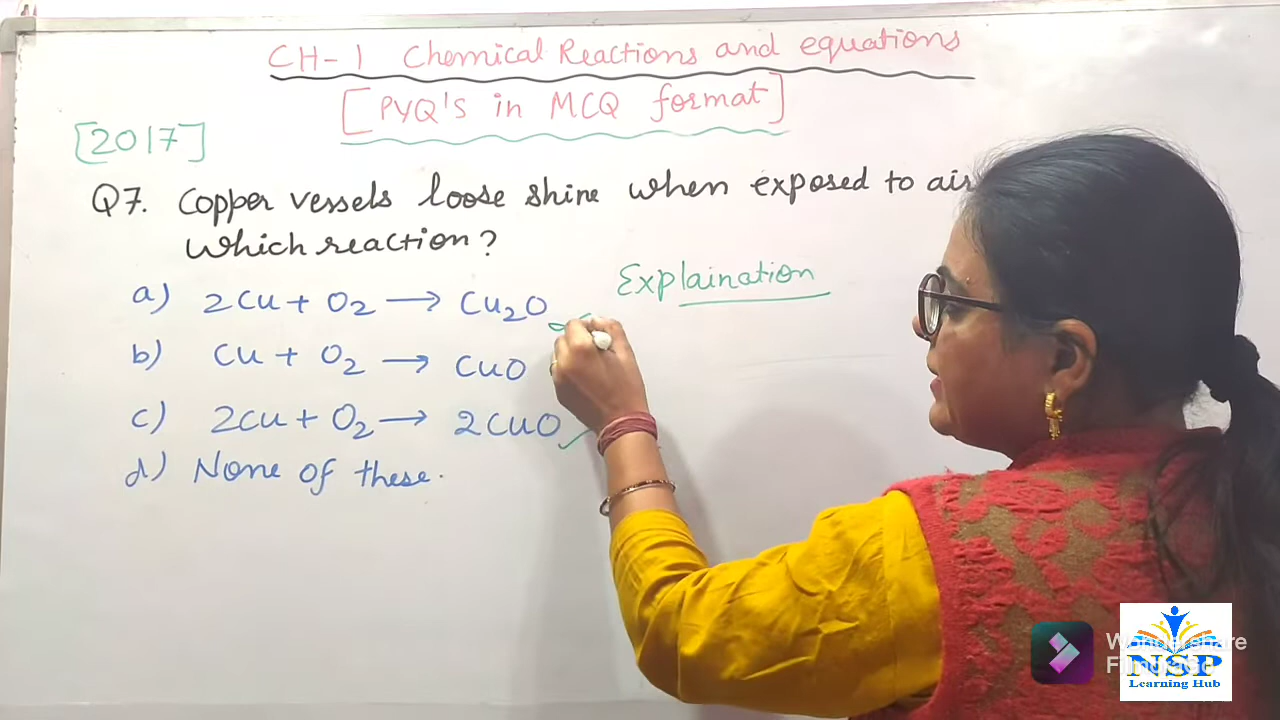 CH-1 Chemical Reactions and equations
[PYQ'S in MCQ format]
[2017]
Q7. Copper vessels loose shine when exposed to air
which reaction?
Explaination
a) 2Cu + O2 → Cu2O
b) Cu + O2 → CuO
c) 2Cu + O2 → 2CuO
d) None of these.
NSP
Learning Hub